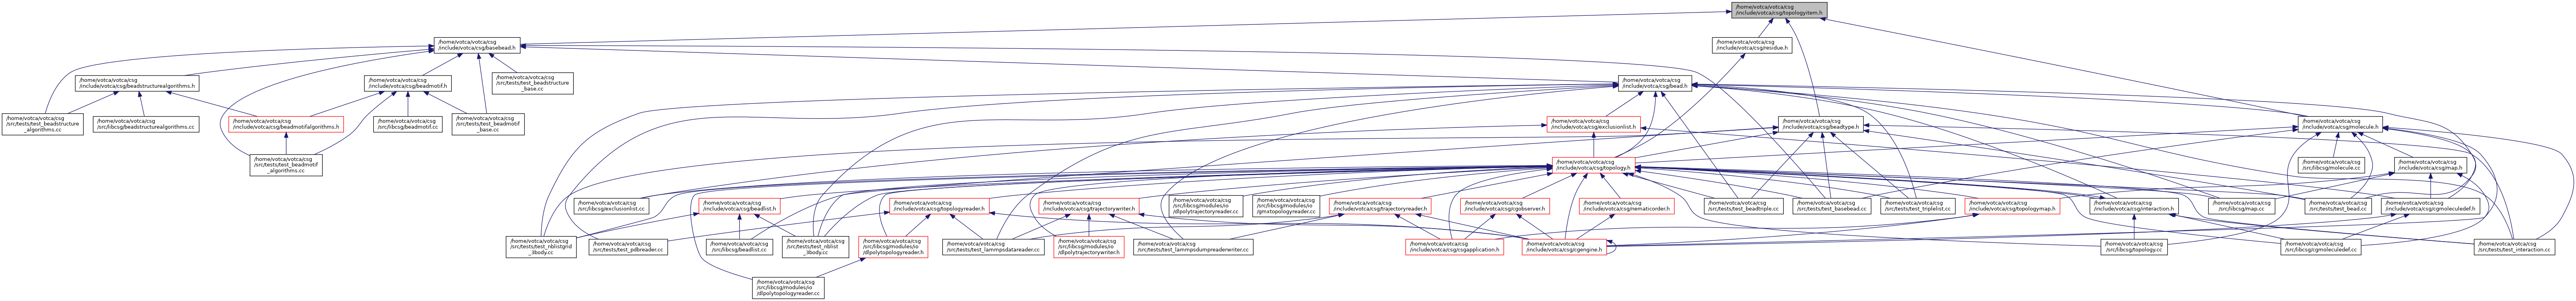 /home/votca/votca/csg
/include/votca/csg/topologyitem.h
/home/votca/votca/csg
/include/votca/csg/basebead.h
/home/votca/votca/csg
/include/votca/csg/residue.h
/home/votca/votca/csg
/include/votca/csg/beadstructurealgorithms.h
/home/votca/votca/csg
/include/votca/csg/beadmotif.h
/home/votca/votca/csg
/src/tests/test_beadstructure
_base.cc
/home/votca/votca/csg
/include/votca/csg/bead.h
/home/votca/votca/csg
/src/tests/test_beadstructure
_algorithms.cc
/home/votca/votca/csg
/src/libcsg/beadstructurealgorithms.cc
/home/votca/votca/csg
/include/votca/csg/beadmotifalgorithms.h
/home/votca/votca/csg
/src/libcsg/beadmotif.cc
/home/votca/votca/csg
/src/tests/test_beadmotif
_base.cc
/home/votca/votca/csg
/include/votca/csg/exclusionlist.h
/home/votca/votca/csg
/include/votca/csg/beadtype.h
/home/votca/votca/csg
/include/votca/csg/molecule.h
/home/votca/votca/csg
/src/tests/test_beadmotif
_algorithms.cc
/home/votca/votca/csg
/include/votca/csg/topology.h
/home/votca/votca/csg
/src/libcsg/molecule.cc
/home/votca/votca/csg
/include/votca/csg/map.h
/home/votca/votca/csg
/src/libcsg/exclusionlist.cc
/home/votca/votca/csg
/include/votca/csg/beadlist.h
/home/votca/votca/csg
/include/votca/csg/topologyreader.h
/home/votca/votca/csg
/include/votca/csg/trajectorywriter.h
/home/votca/votca/csg
/src/libcsg/modules/io
/dlpolytrajectoryreader.cc
/home/votca/votca/csg
/src/libcsg/modules/io
/gmxtopologyreader.cc
/home/votca/votca/csg
/include/votca/csg/trajectoryreader.h
/home/votca/votca/csg
/include/votca/csg/cgobserver.h
/home/votca/votca/csg
/include/votca/csg/nematicorder.h
/home/votca/votca/csg
/src/tests/test_beadtriple.cc
/home/votca/votca/csg
/src/tests/test_basebead.cc
/home/votca/votca/csg
/src/tests/test_triplelist.cc
/home/votca/votca/csg
/include/votca/csg/topologymap.h
/home/votca/votca/csg
/include/votca/csg/interaction.h
/home/votca/votca/csg
/src/libcsg/map.cc
/home/votca/votca/csg
/src/tests/test_bead.cc
/home/votca/votca/csg
/include/votca/csg/cgmoleculedef.h
/home/votca/votca/csg
/src/tests/test_nblistgrid
_3body.cc
/home/votca/votca/csg
/src/tests/test_pdbreader.cc
/home/votca/votca/csg
/src/libcsg/beadlist.cc
/home/votca/votca/csg
/src/tests/test_nblist
_3body.cc
/home/votca/votca/csg
/src/libcsg/modules/io
/dlpolytopologyreader.h
/home/votca/votca/csg
/src/tests/test_lammpsdatareader.cc
/home/votca/votca/csg
/src/libcsg/modules/io
/dlpolytrajectorywriter.h
/home/votca/votca/csg
/src/tests/test_lammpsdumpreaderwriter.cc
/home/votca/votca/csg
/include/votca/csg/csgapplication.h
/home/votca/votca/csg
/include/votca/csg/cgengine.h
/home/votca/votca/csg
/src/libcsg/topology.cc
/home/votca/votca/csg
/src/libcsg/cgmoleculedef.cc
/home/votca/votca/csg
/src/tests/test_interaction.cc
/home/votca/votca/csg
/src/libcsg/modules/io
/dlpolytopologyreader.cc